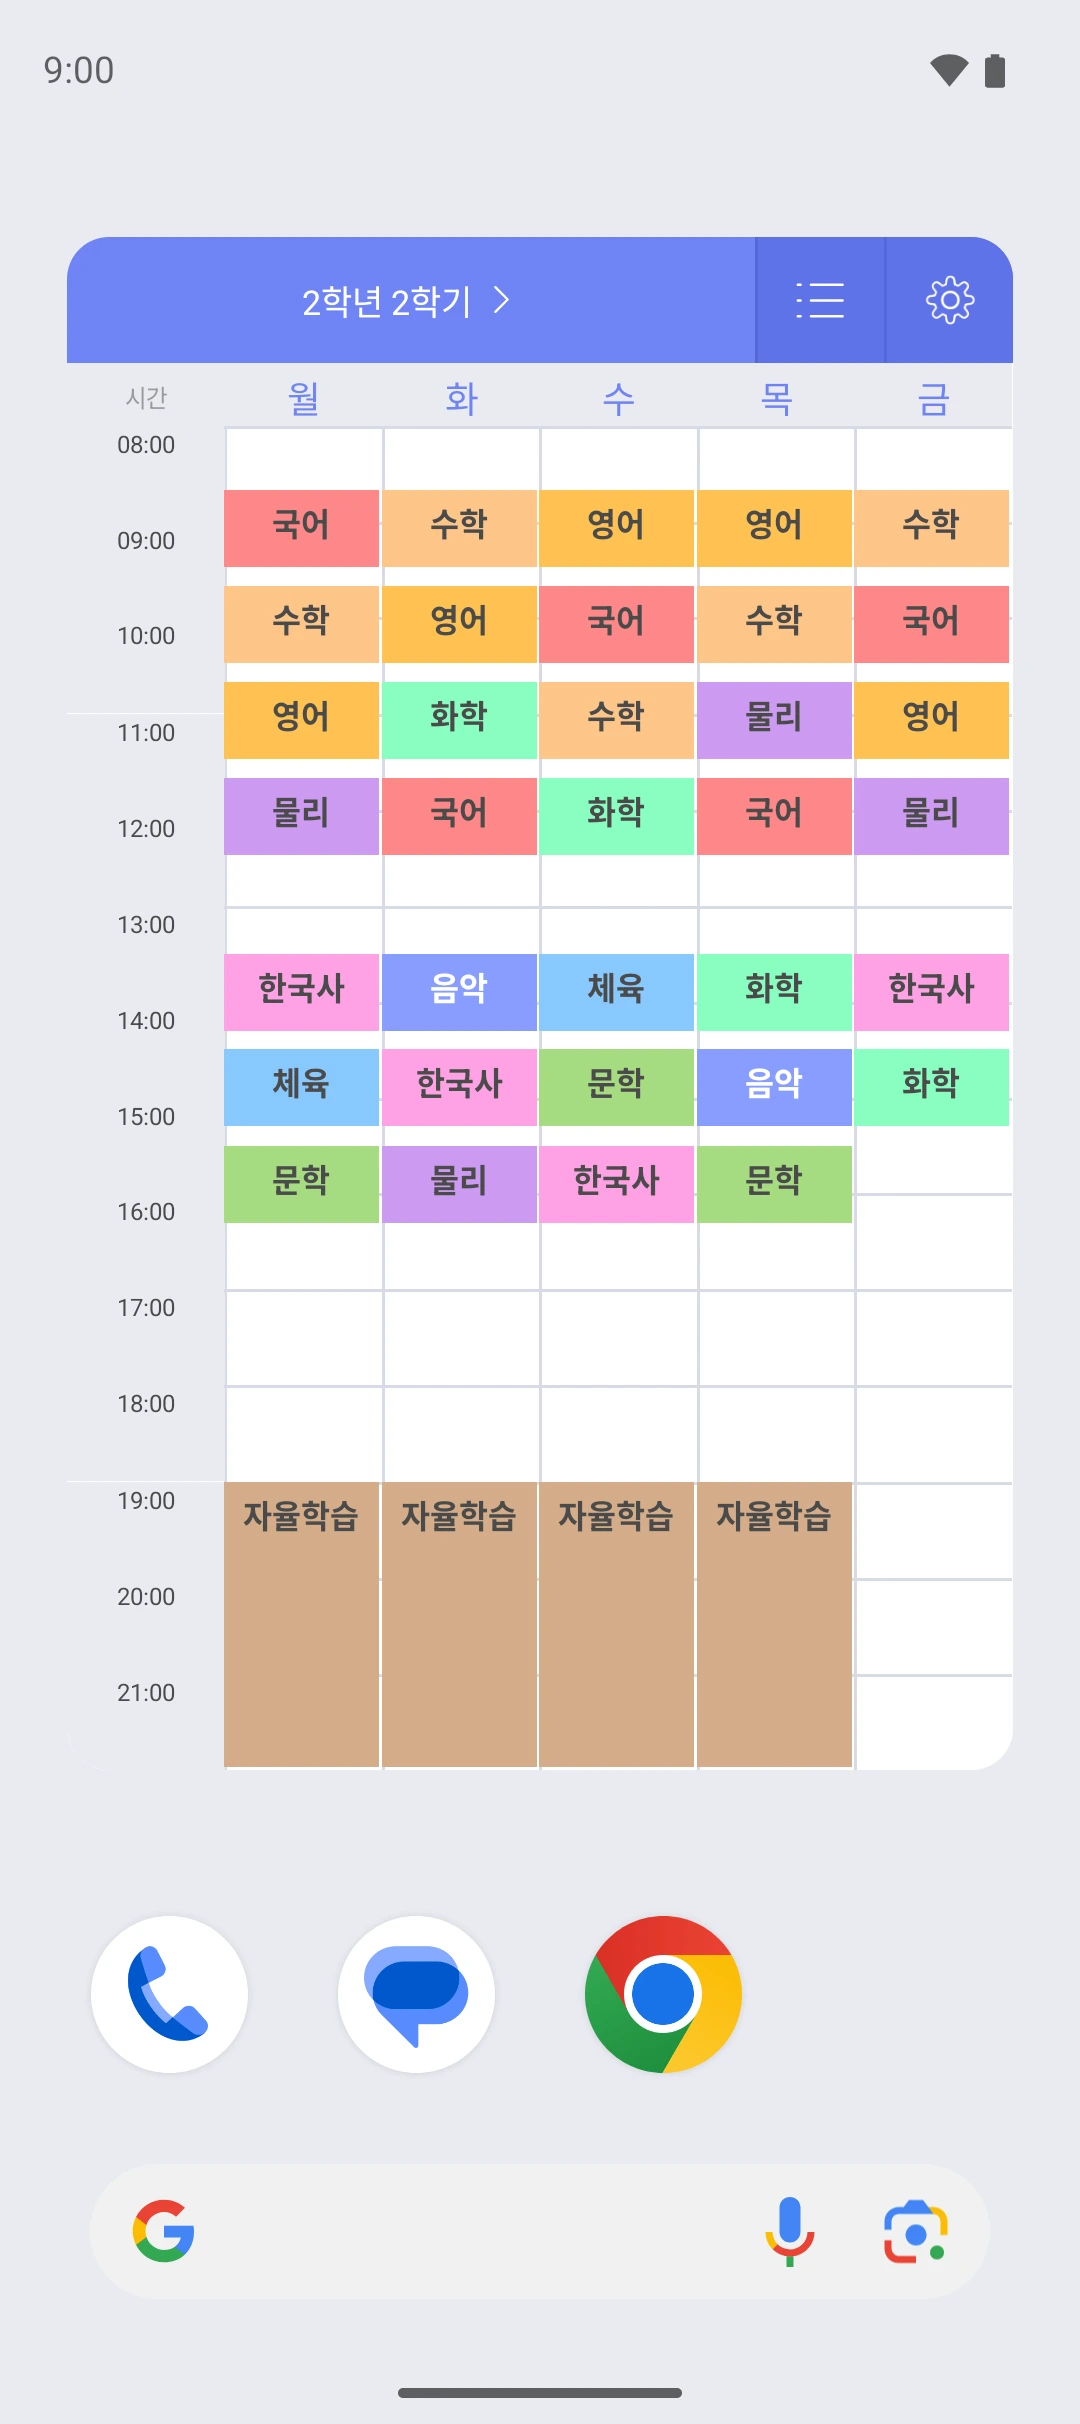 9:00
2학년 2학기
시간 월 화 수 목 금
08:00
국어 수학 영어 영어 수학
09:00
수학 영어 국어 수학 국어
10:00
영어 화학 수학 물리 영어
11:00
물리 국어 화학 국어 물리
12:00
13:00
한국사 음악 체육 화학 한국사
14:00
체육 한국사 문학 음악 화학
15:00
문학 물리 한국사 문학
16:00
17:00
18:00
19:00
자율학습 자율학습 자율학습 자율학습
20:00
21:00